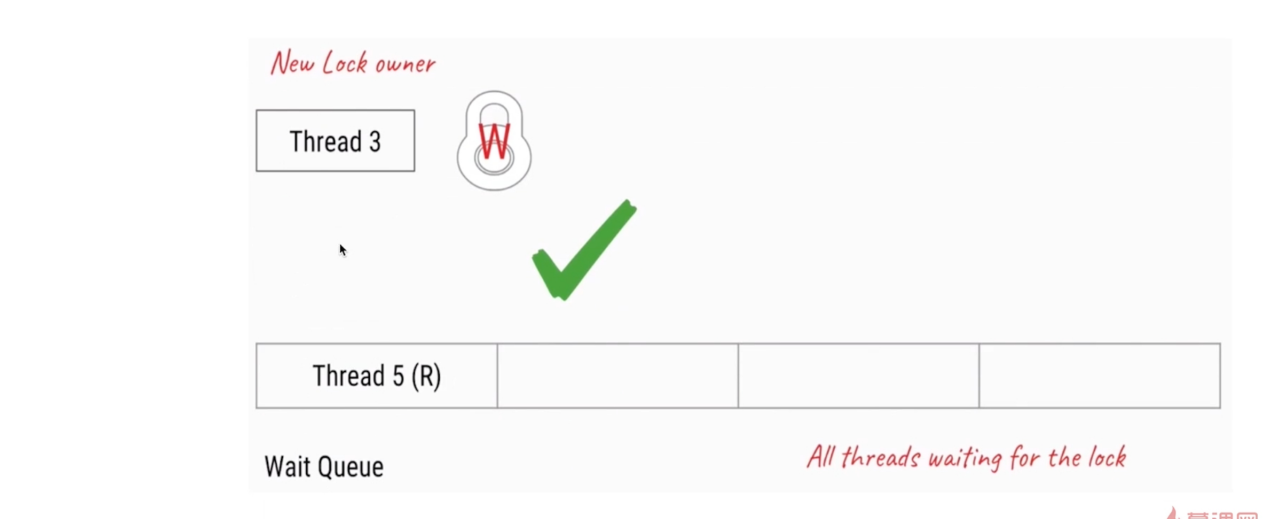 New Lock owner
Thread 3
W
Thread 5 (R)
All threads waiting for the lock
Wait Queue